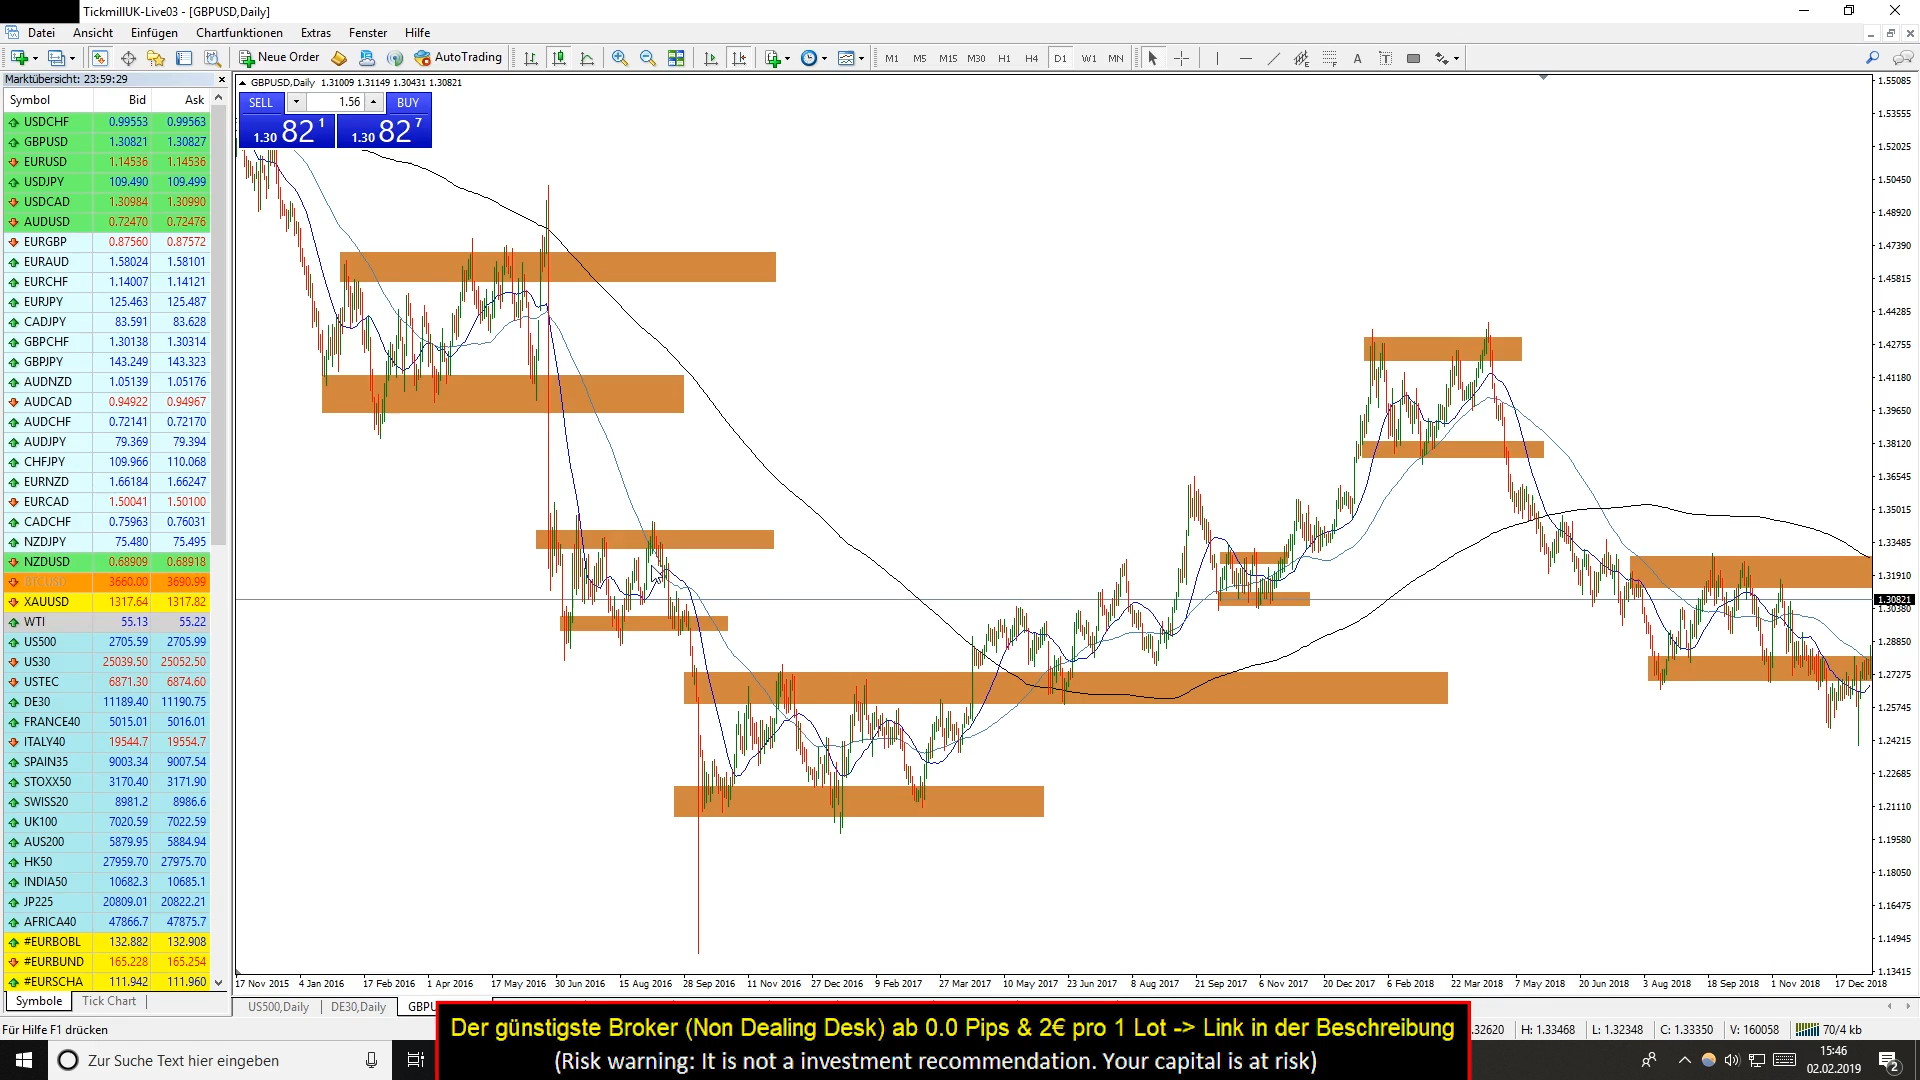 TickmillUK-Live03 - [GBPUSD,Daily]
Datei Ansicht Einfügen Chartfunktionen Extras Fenster Hilfe
New Order AutoTrading M1 M5 M15 M30 H1 H4 D1 W1 MN
Marktübersicht: 23:59:29
Symbol Bid Ask
USDCHF 0.99553 0.99563
GBPUSD 1.30821 1.30827
EURUSD 1.14536 1.14536
USDJPY 109.490 109.499
USDCAD 1.30984 1.30990
AUDUSD 0.72470 0.72476
EURGBP 0.87560 0.87572
EURAUD 1.58024 1.58101
EURCHF 1.14007 1.14121
EURJPY 125.463 125.487
CADJPY 83.591 83.628
GBPCHF 1.30138 1.30314
GBPJPY 143.249 143.323
AUDNZD 1.05139 1.05176
AUDCAD 0.94922 0.94967
AUDCHF 0.72141 0.72170
AUDJPY 79.369 79.394
CHFJPY 109.966 110.068
EURNZD 1.66184 1.66247
EURCAD 1.50041 1.50100
CADCHF 0.75963 0.76031
NZDJPY 75.480 75.495
NZDUSD 0.68909 0.68918
3660.00 3690.99
XAUUSD 1317.64 1317.82
WTI 55.13 55.22
US500 2705.59 2705.99
US30 25039.50 25052.50
USTEC 6871.30 6874.60
DE30 11189.40 11190.75
FRANCE40 5015.01 5016.01
ITALY40 19544.7 19554.7
SPAIN35 9003.34 9007.54
STOXX50 3170.40 3171.90
SWISS20 8981.2 8986.6
UK100 7020.59 7022.59
AUS200 5879.95 5884.94
HK50 27959.70 27975.70
INDIA50 10682.3 10685.1
JP225 20809.01 20822.21
AFRICA40 47866.7 47875.7
#EURBOBL 132.882 132.908
#EURBUND 165.228 165.254
#EURSCHA 111.942 111.960
Symbole Tick Chart
GBPUSD,Daily 1.31009 1.31149 1.30431 1.30821
SELL 1.56 BUY
1.30 82 1 1.30 82 7
1.55085
1.53555
1.52025
1.50450
1.48920
1.47390
1.45815
1.44285
1.42755
1.41180
1.39650
1.38120
1.36545
1.35015
1.33485
1.31910
1.30821
1.30380
1.28850
1.27275
1.25745
1.24215
1.22685
1.21110
1.19580
1.18050
1.16475
1.14945
1.13415
17 Nov 2015 4 Jan 2016 17 Feb 2016 1 Apr 2016 17 May 2016 30 Jun 2016 15 Aug 2016 28 Sep 2016 11 Nov 2016 27 Dec 2016 9 Feb 2017 27 Mar 2017 10 May 2017 23 Jun 2017 8 Aug 2017 21 Sep 2017 6 Nov 2017 20 Dec 2017 6 Feb 2018 22 Mar 2018 7 May 2018 20 Jun 2018 3 Aug 2018 18 Sep 2018 1 Nov 2018 17 Dec 2018
US500,Daily DE30,Daily GBPU
Für Hilfe F1 drücken .32620 H: 1.33468 L: 1.32348 C: 1.33350 V: 160058 70/4 kb
Der günstigste Broker (Non Dealing Desk) ab 0.0 Pips & 2€ pro 1 Lot -> Link in der Beschreibung
(Risk warning: It is not a investment recommendation. Your capital is at risk)
Zur Suche Text hier eingeben
15:46
02.02.2019
2